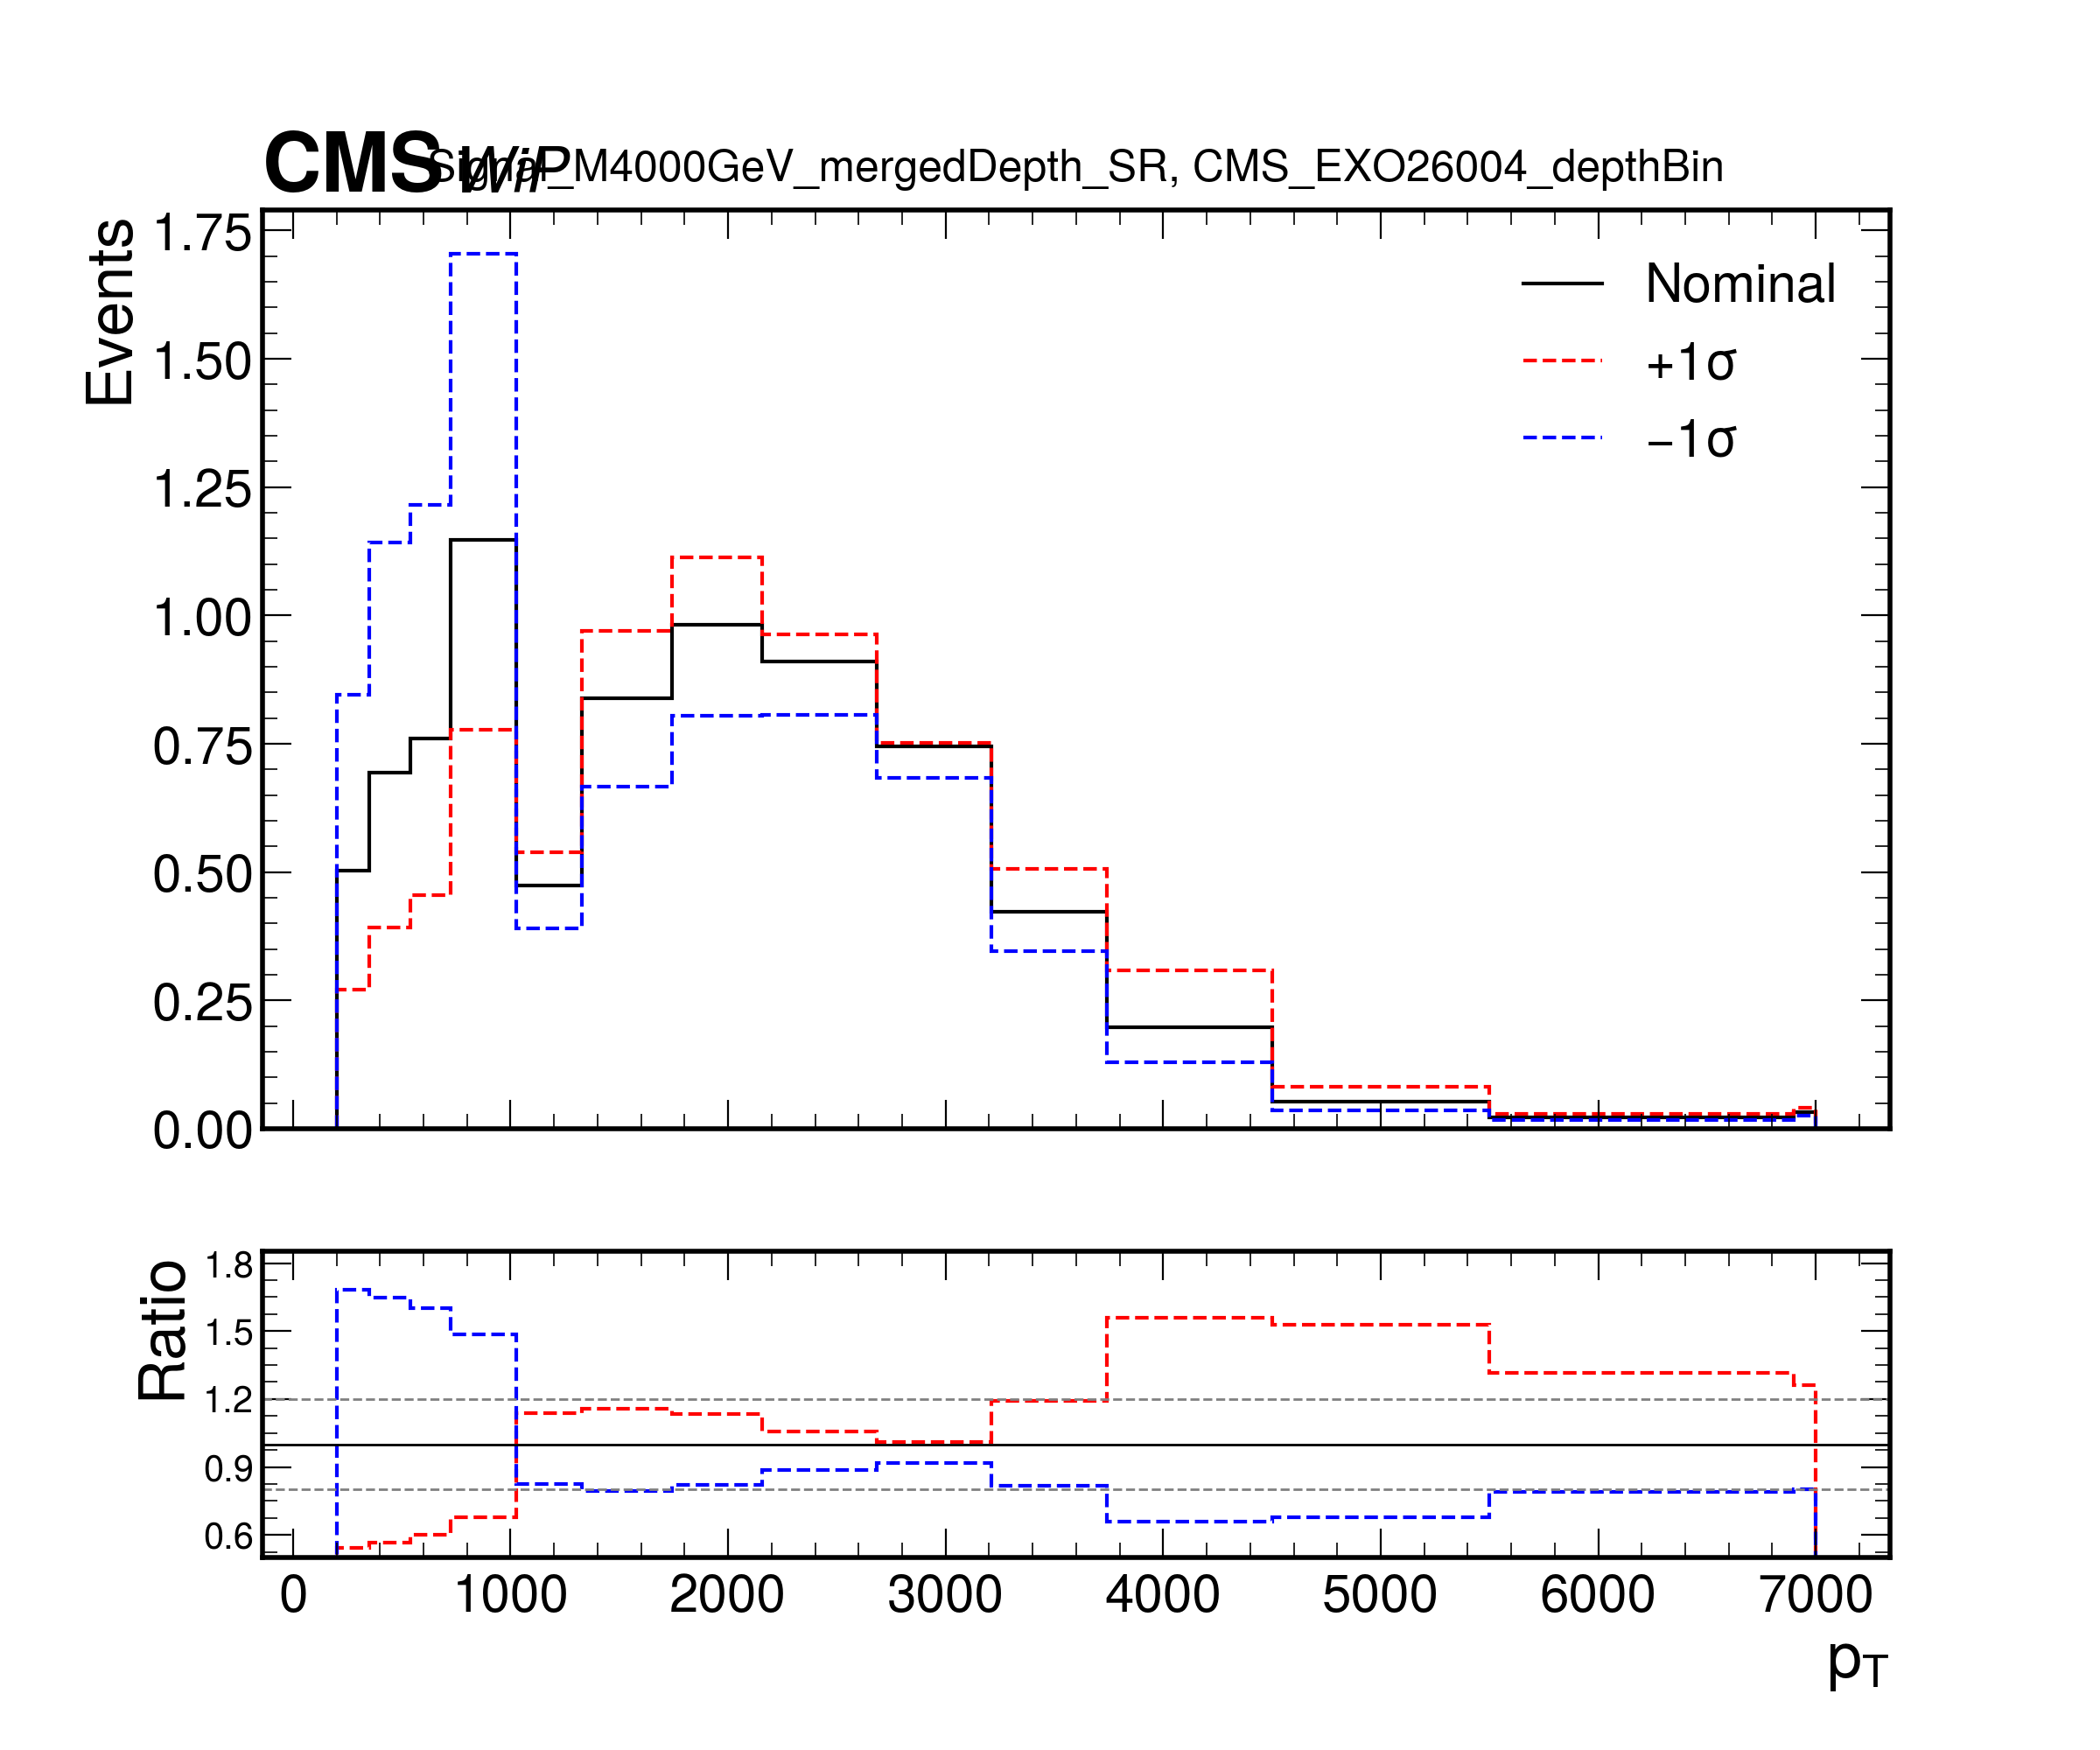 CMS WiP Signal_M4000GeV_mergedDepth_SR, CMS_EXO26004_depthBin
Events
1.75
1.50
1.25
1.00
0.75
0.50
0.25
0.00
Nominal
+1σ
−1σ
Ratio
1.8
1.5
1.2
0.9
0.6
0 1000 2000 3000 4000 5000 6000 7000
pT